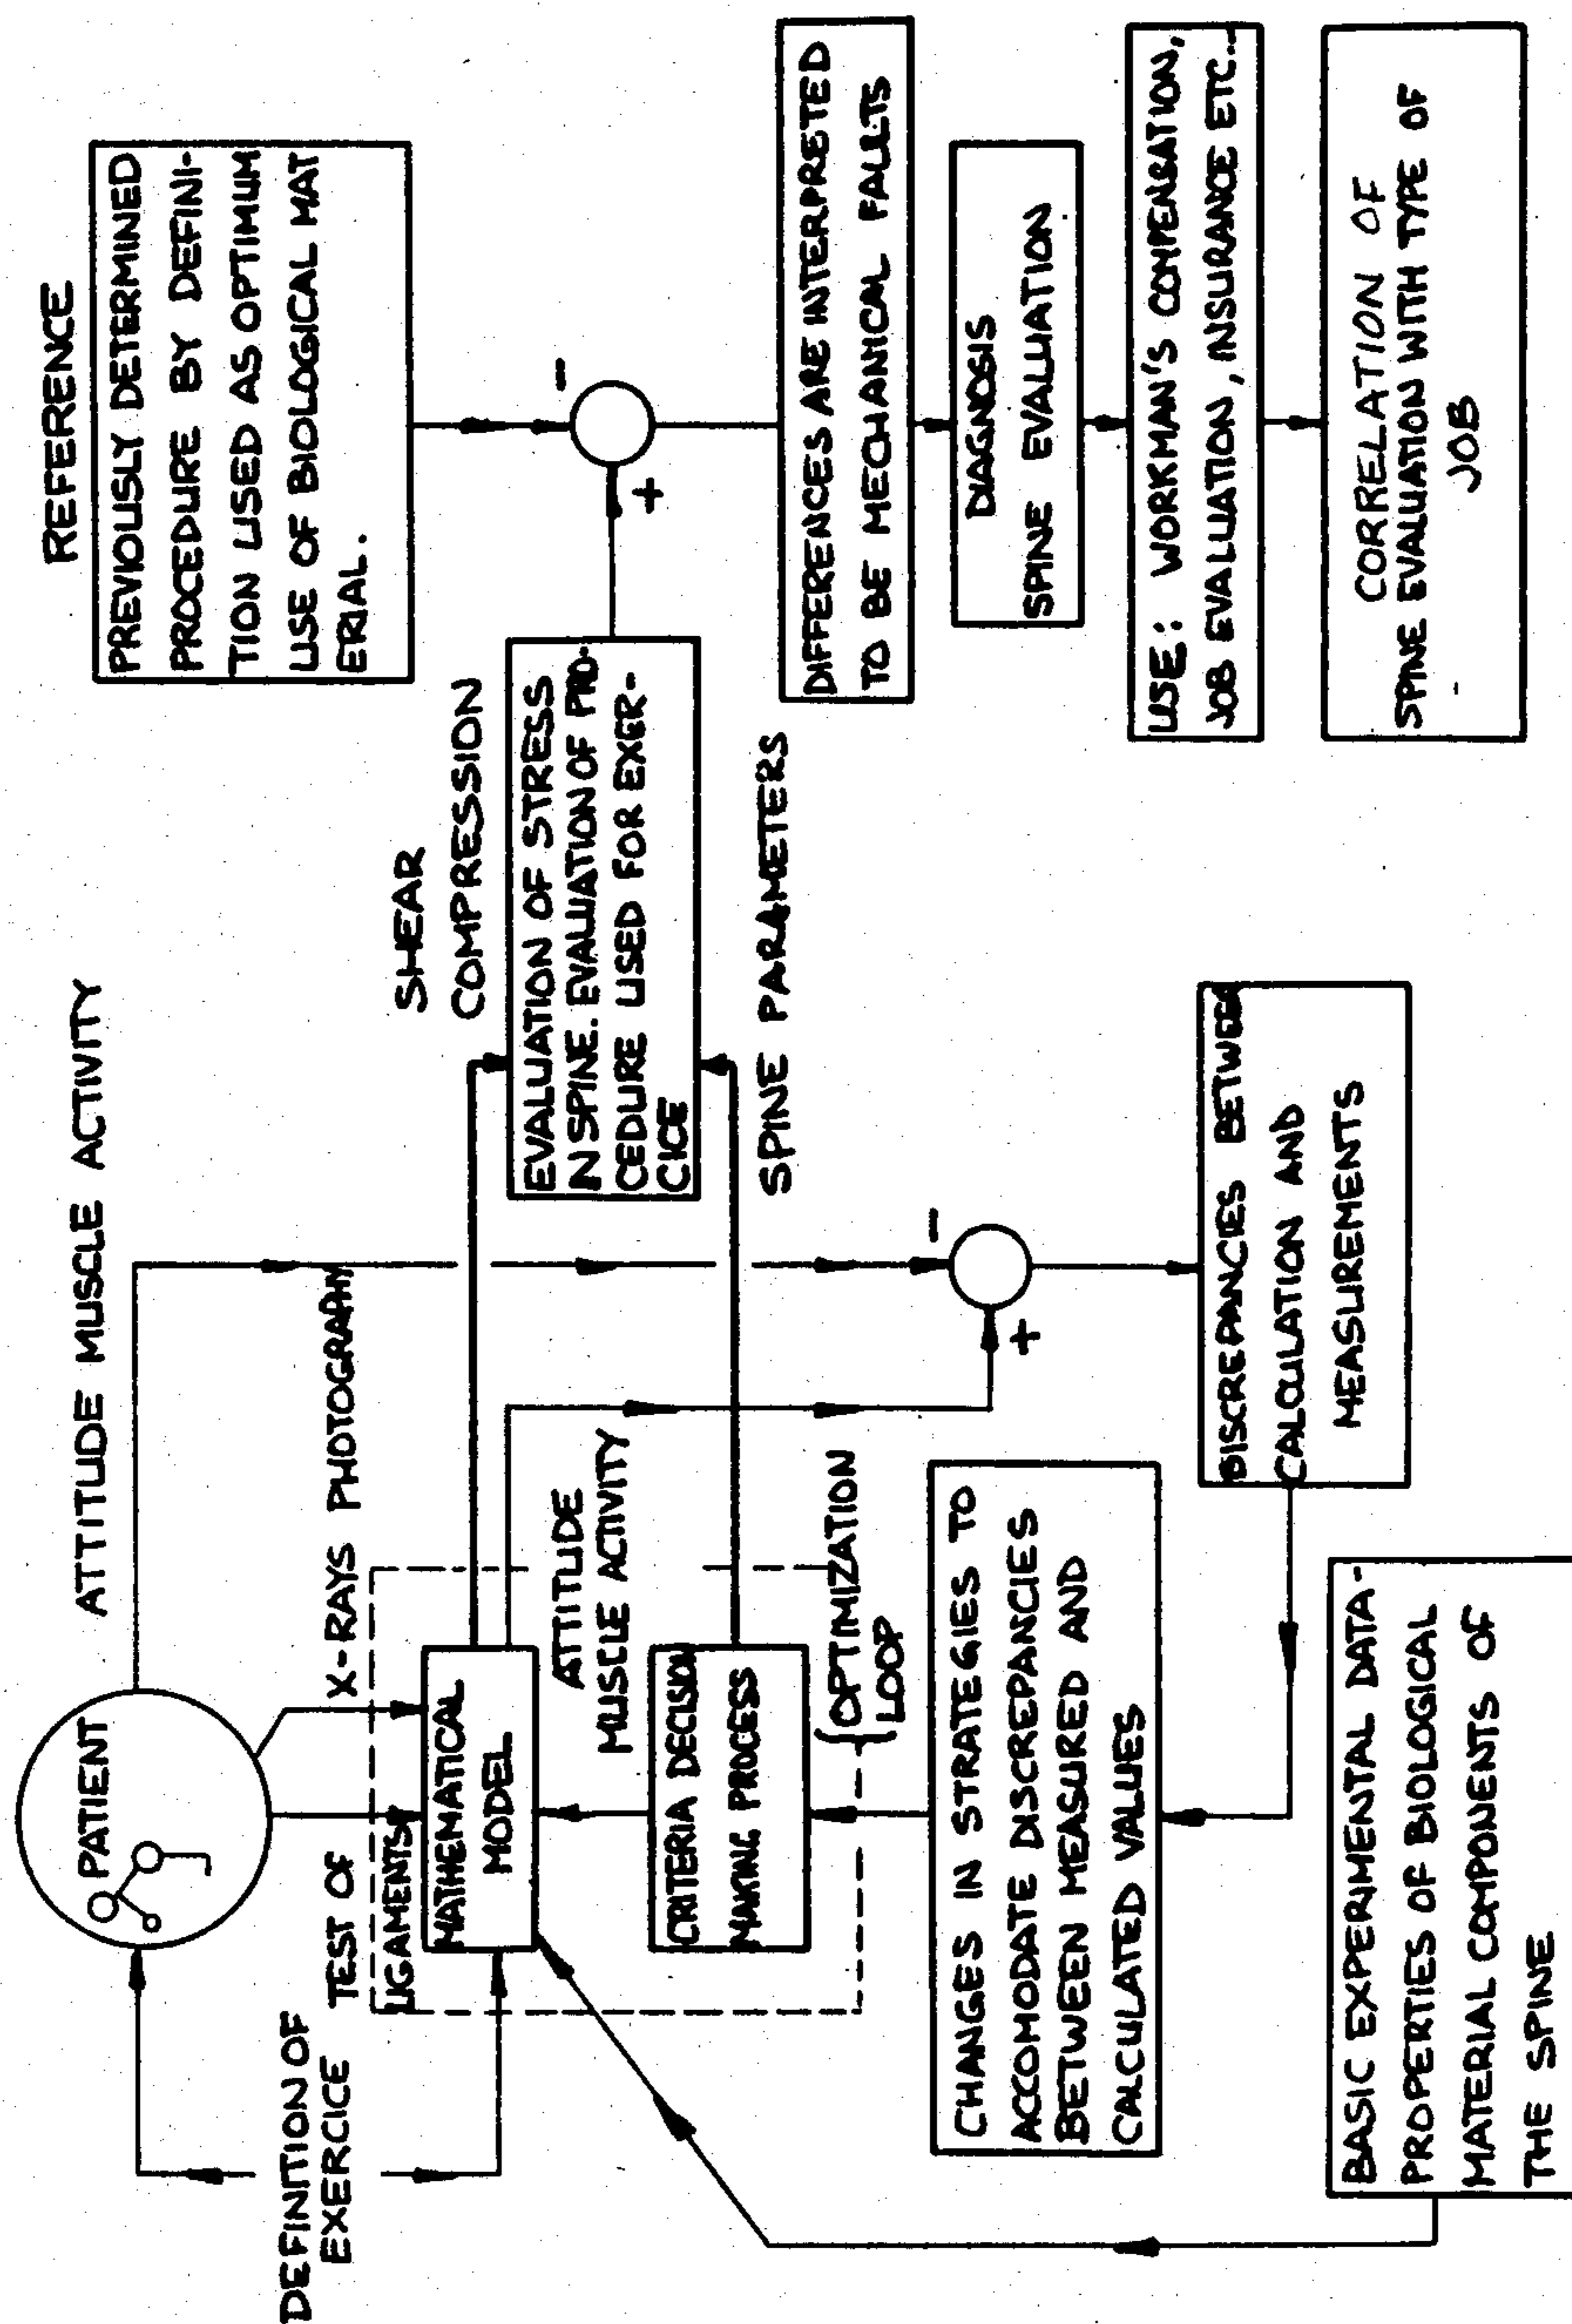 DEFINITION OF
EXERCICE
PATIENT
ATTITUDE MUSCLE ACTIVITY
X-RAYS PHOTOGRAPHY
TEST OF
LIGAMENTS
MATHEMATICAL
MODEL
ATTITUDE
MUSCLE ACTIVITY
CRITERIA DECISION
MAKING PROCESS
OPTIMIZATION
LOOP
CHANGES IN STRATEGIES TO
ACCOMODATE DISCREPANCIES
BETWEEN MEASURED AND
CALCULATED VALUES
BASIC EXPERIMENTAL DATA-
PROPERTIES OF BIOLOGICAL
MATERIAL COMPONENTS OF
THE SPINE
-
+
DISCREPANCIES BETWEEN
CALCULATION AND
MEASUREMENTS
SHEAR
COMPRESSION
EVALUATION OF STRESS
N SPINE. EVALUATION OF PRO-
CEDURE USED FOR EXER-
CICE
SPINE PARAMETERS
REFERENCE
PREVIOUSLY DETERMINED
PROCEDURE BY DEFINI-
TION USED AS OPTIMUM
USE OF BIOLOGICAL MAT
ERIAL.
-
+
DIFFERENCES ARE INTERPRETED
TO BE MECHANICAL FAULTS
DIAGNOSIS
SPINE EVALUATION
USE: WORKMAN'S COMPENSATION,
JOB EVALUATION, INSURANCE ETC...
CORRELATION OF
SPINE EVALUATION WITH TYPE OF
- JOB